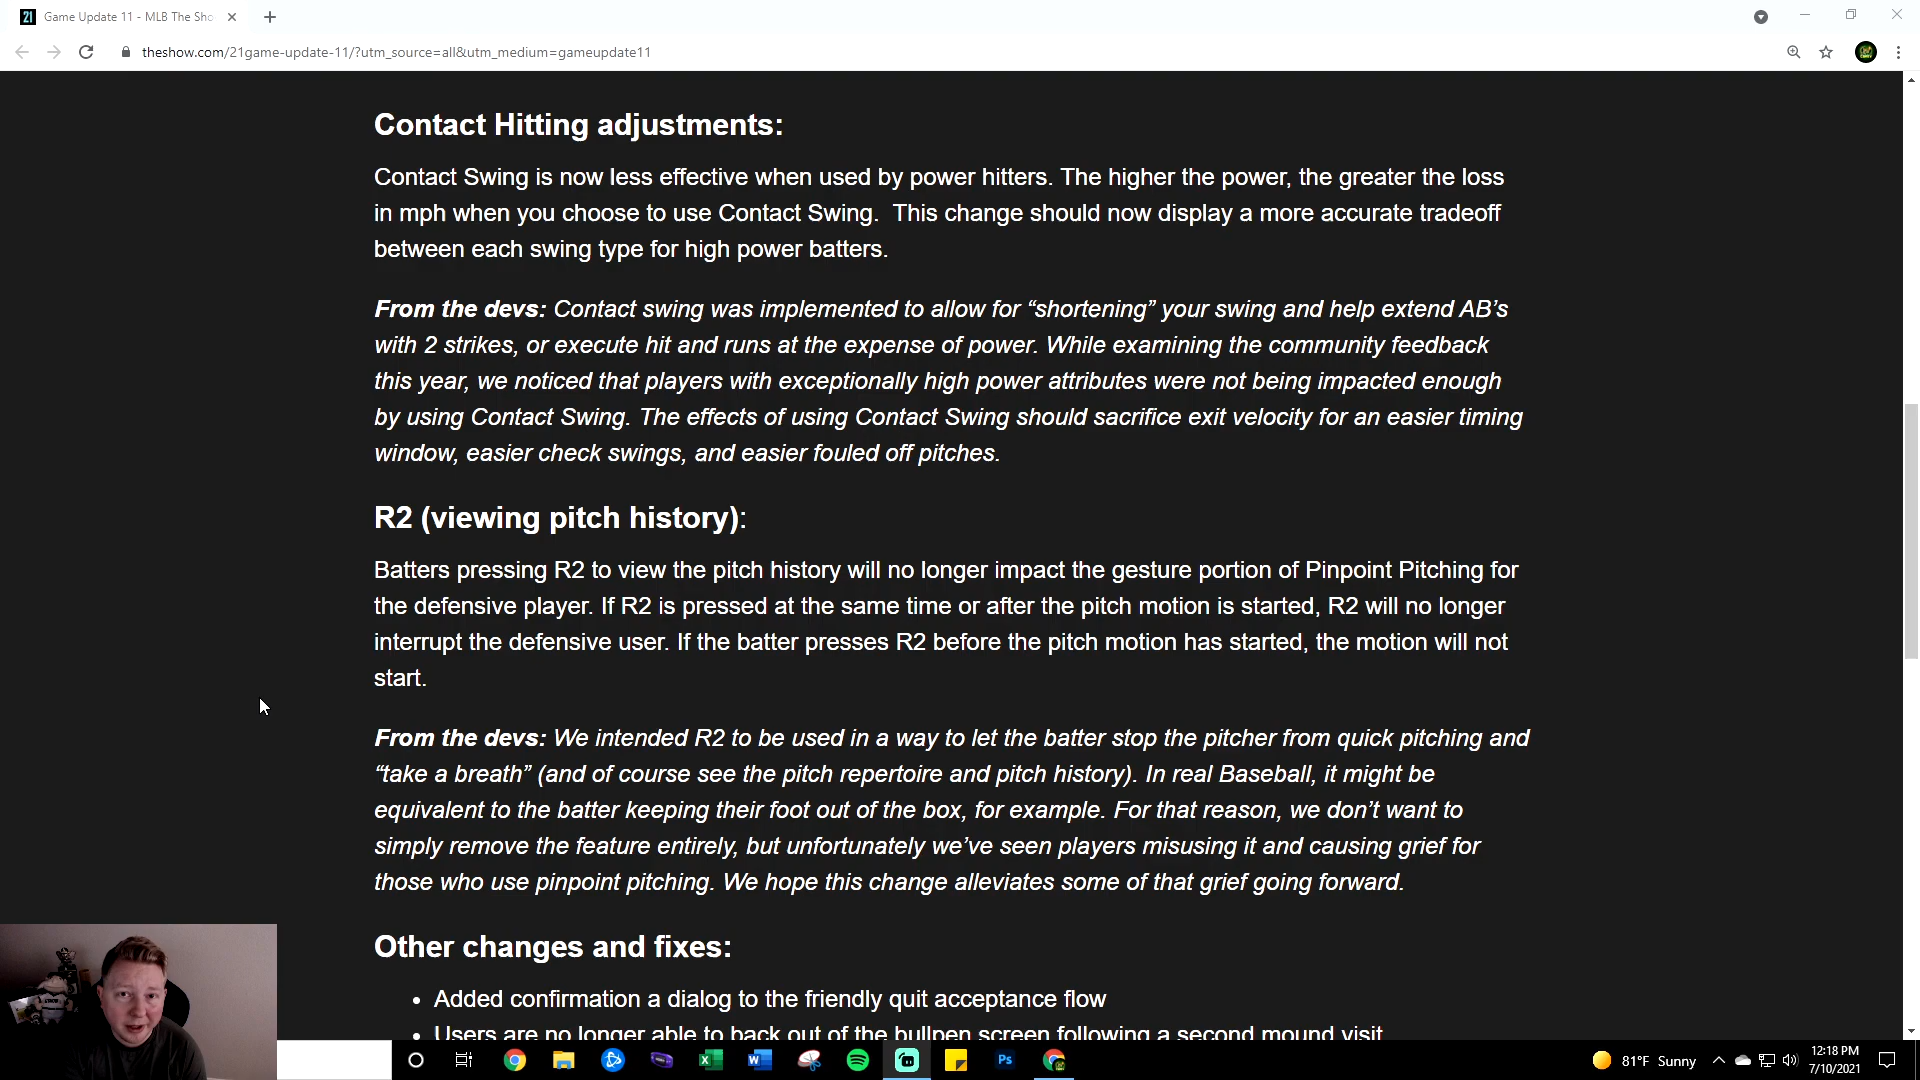 21 Game Update 11 - MLB The Sho
theshow.com/21game-update-11/?utm_source=all&utm_medium=gameupdate11
Contact Hitting adjustments:
Contact Swing is now less effective when used by power hitters. The higher the power, the greater the loss
in mph when you choose to use Contact Swing.  This change should now display a more accurate tradeoff
between each swing type for high power batters.
From the devs: Contact swing was implemented to allow for “shortening” your swing and help extend AB’s
with 2 strikes, or execute hit and runs at the expense of power. While examining the community feedback
this year, we noticed that players with exceptionally high power attributes were not being impacted enough
by using Contact Swing. The effects of using Contact Swing should sacrifice exit velocity for an easier timing
window, easier check swings, and easier fouled off pitches.
R2 (viewing pitch history):
Batters pressing R2 to view the pitch history will no longer impact the gesture portion of Pinpoint Pitching for
the defensive player. If R2 is pressed at the same time or after the pitch motion is started, R2 will no longer
interrupt the defensive user. If the batter presses R2 before the pitch motion has started, the motion will not
start.
From the devs: We intended R2 to be used in a way to let the batter stop the pitcher from quick pitching and
“take a breath” (and of course see the pitch repertoire and pitch history). In real Baseball, it might be
equivalent to the batter keeping their foot out of the box, for example. For that reason, we don’t want to
simply remove the feature entirely, but unfortunately we’ve seen players misusing it and causing grief for
those who use pinpoint pitching. We hope this change alleviates some of that grief going forward.
Other changes and fixes:
• Added confirmation a dialog to the friendly quit acceptance flow
• Users are no longer able to back out of the bullpen screen following a second mound visit
Ps
81°F Sunny
12:18 PM
7/10/2021